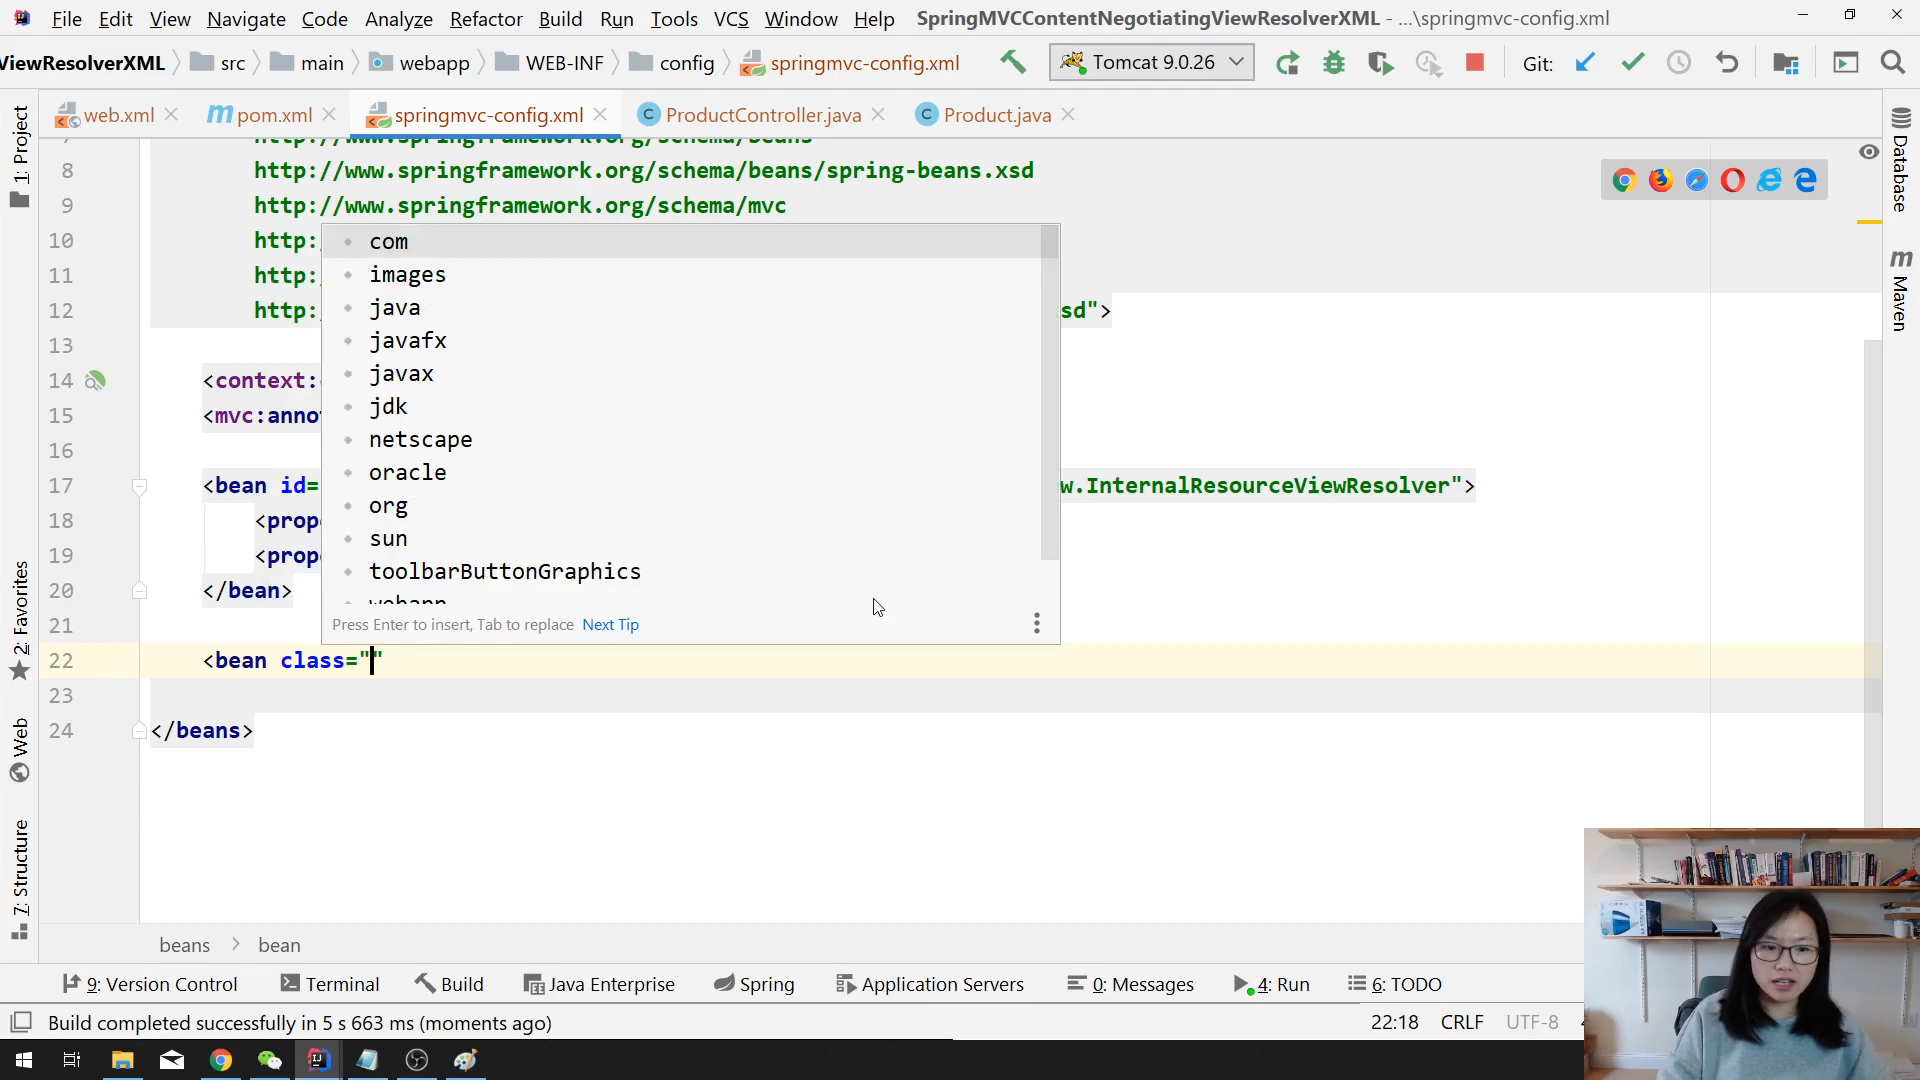 File Edit View Navigate Code Analyze Refactor Build Run Tools VCS Window Help SpringMVCContentNegotiatingViewResolverXML - ...\springmvc-config.xml
ViewResolverXML src main webapp WEB-INF config springmvc-config.xml Tomcat 9.0.26 Git:
web.xml pom.xml springmvc-config.xml ProductController.java Product.java
1: Project
2: Favorites
Web
7: Structure
Database
Maven
http://www.springframework.org/schema/beans
8 http://www.springframework.org/schema/beans/spring-beans.xsd
9 http://www.springframework.org/schema/mvc
10 http:
11 http:
12 http: sd">
13
14 <context:
15 <mvc:anno
16
17 <bean id= w.InternalResourceViewResolver">
18 <prop
19 <prop
20 </bean>
21
22 <bean class=""
23
24 </beans>
com
images
java
javafx
javax
jdk
netscape
oracle
org
sun
toolbarButtonGraphics
webapp
Press Enter to insert, Tab to replace Next Tip
beans > bean
9: Version Control Terminal Build Java Enterprise Spring Application Servers 0: Messages 4: Run 6: TODO
Build completed successfully in 5 s 663 ms (moments ago) 22:18 CRLF UTF-8